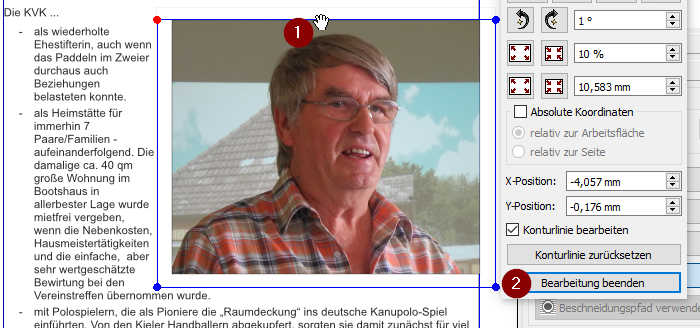 Die KVK ...
- als wiederholte
Ehestifterin, auch wenn
das Paddeln im Zweier
durchaus auch
Beziehungen
belasteten konnte.
- als Heimstätte für
immerhin 7
Paare/Familien -
aufeinanderfolgend. Die
damalige ca. 40 qm
große Wohnung im
Bootshaus in
allerbester Lage wurde
mietfrei vergeben,
wenn die Nebenkosten,
Hausmeistertätigkeiten
und die einfache, aber
sehr wertgeschätzte
Bewirtung bei den
Vereinstreffen übernommen wurde.
- mit Polospielern, die als Pioniere die „Raumdeckung“ ins deutsche Kanupolo-Spiel
einführten. Von den Kieler Handballern abgekupfert, sorgten sie damit zunächst für viel
1
1 °
10 %
10,583 mm
Absolute Koordinaten
relativ zur Arbeitsfläche
relativ zur Seite
X-Position: -4,057 mm
Y-Position: -0,176 mm
Konturlinie bearbeiten
Konturlinie zurücksetzen
2 Bearbeitung beenden
Beschneidungspfad verwende